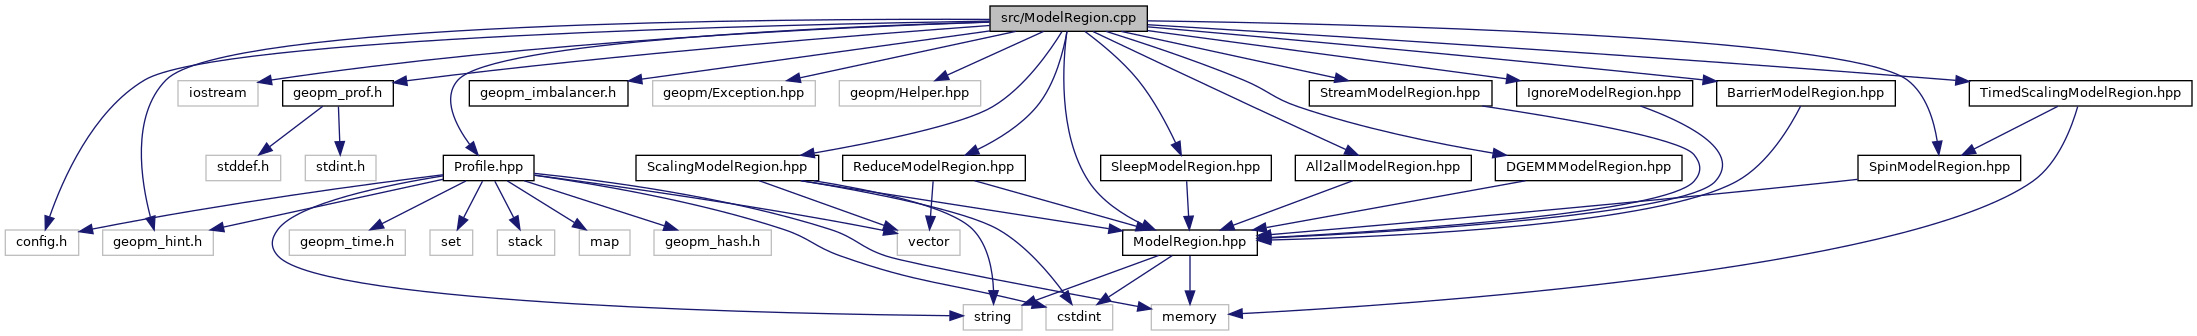 src/ModelRegion.cpp
iostream
geopm_prof.h
geopm_imbalancer.h
geopm/Exception.hpp
geopm/Helper.hpp
StreamModelRegion.hpp
IgnoreModelRegion.hpp
BarrierModelRegion.hpp
TimedScalingModelRegion.hpp
stddef.h
stdint.h
Profile.hpp
ScalingModelRegion.hpp
ReduceModelRegion.hpp
SleepModelRegion.hpp
All2allModelRegion.hpp
DGEMMModelRegion.hpp
SpinModelRegion.hpp
config.h
geopm_hint.h
geopm_time.h
set
stack
map
geopm_hash.h
vector
ModelRegion.hpp
string
cstdint
memory